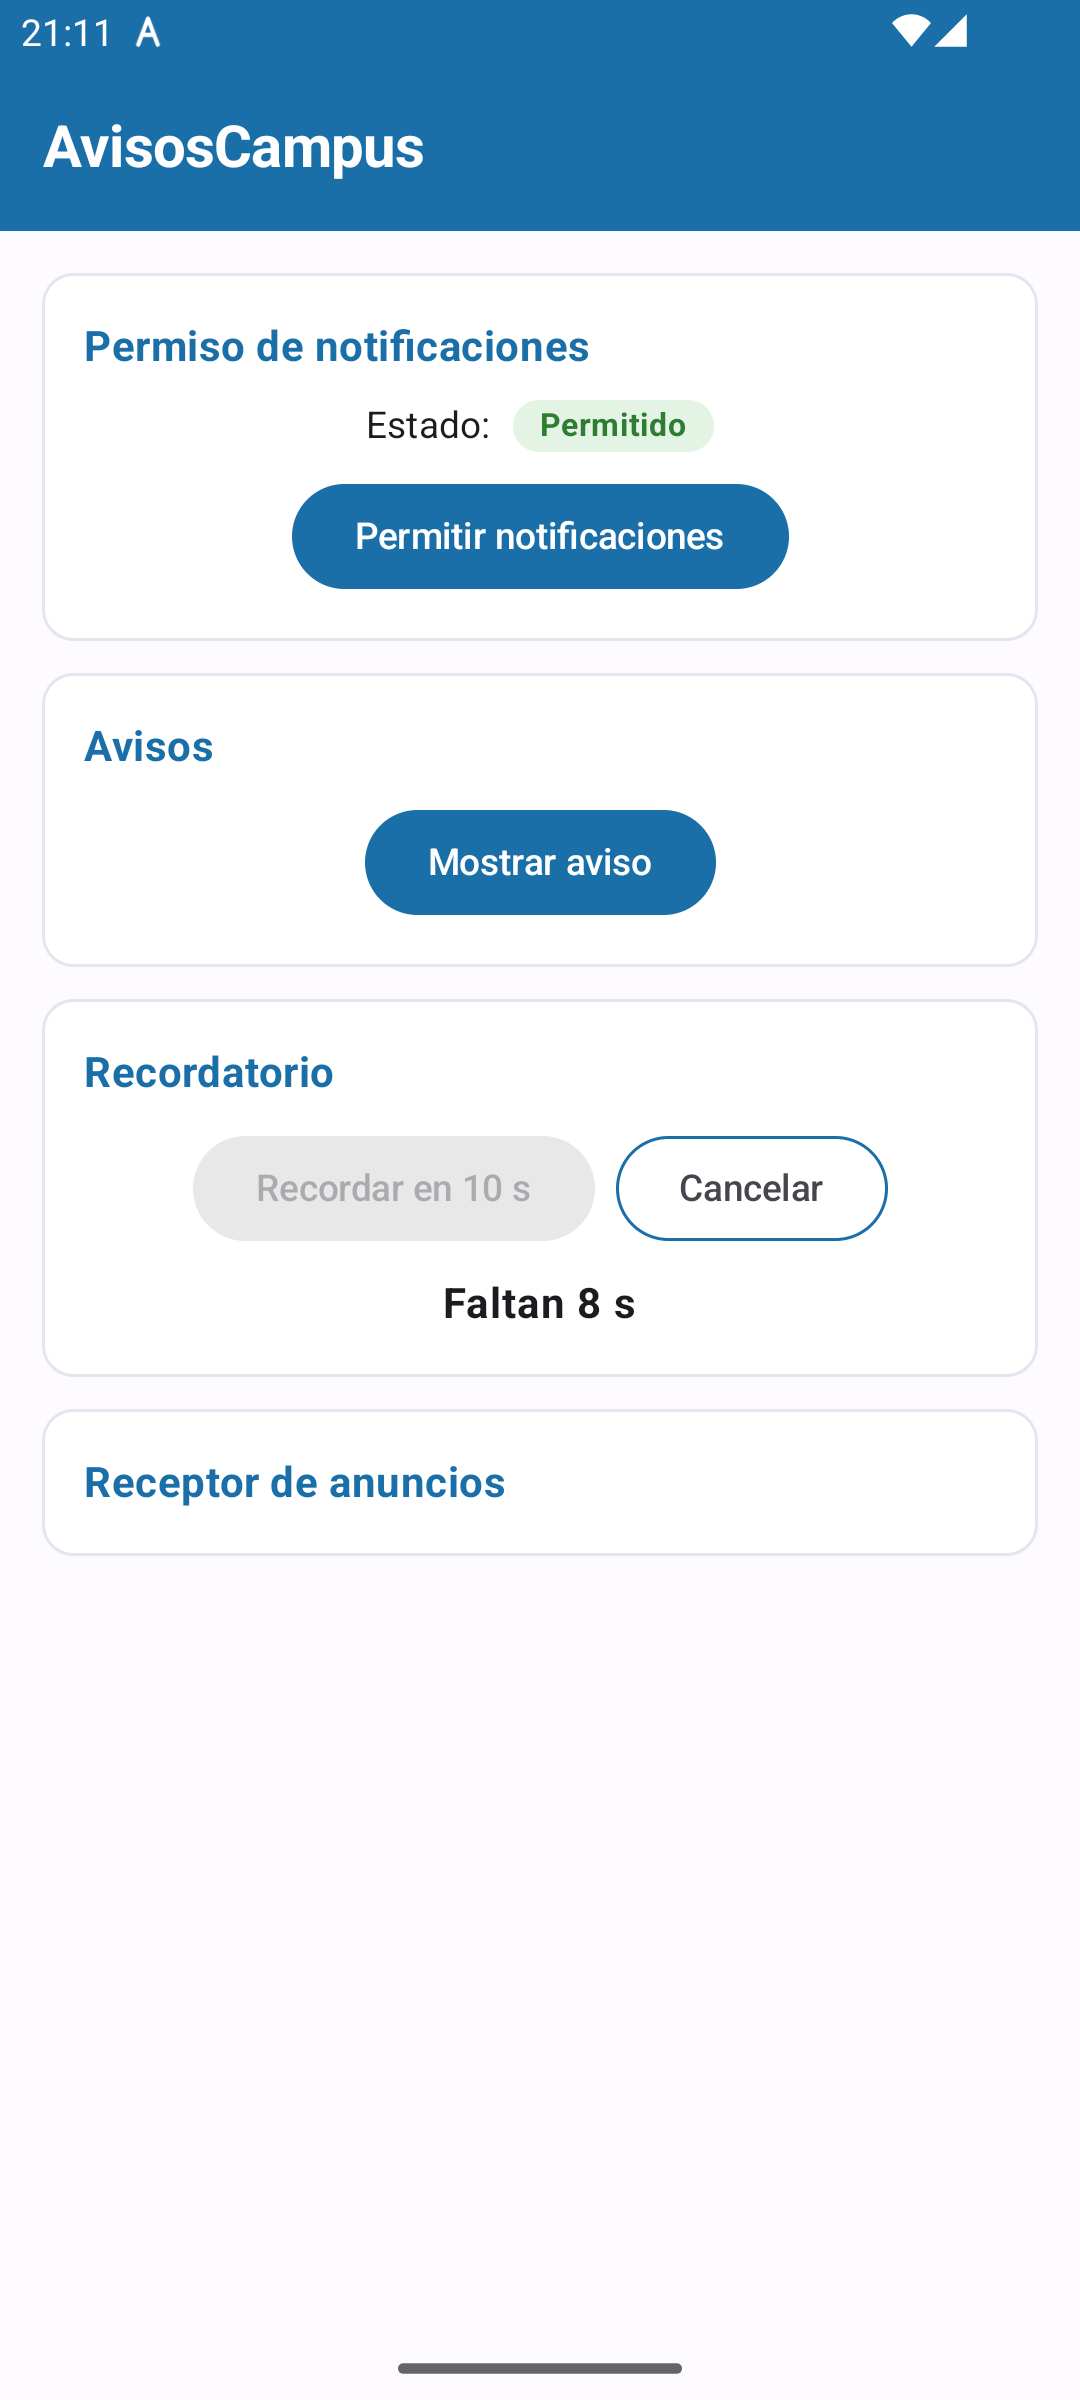 21:11
AvisosCampus
Permiso de notificaciones
Estado: Permitido
Permitir notificaciones
Avisos
Mostrar aviso
Recordatorio
Recordar en 10 s Cancelar
Faltan 8 s
Receptor de anuncios